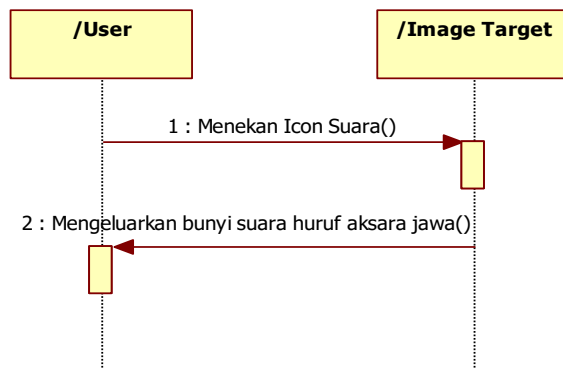 /User
/Image Target
1 : Menekan Icon Suara()
2 : Mengeluarkan bunyi suara huruf aksara jawa()